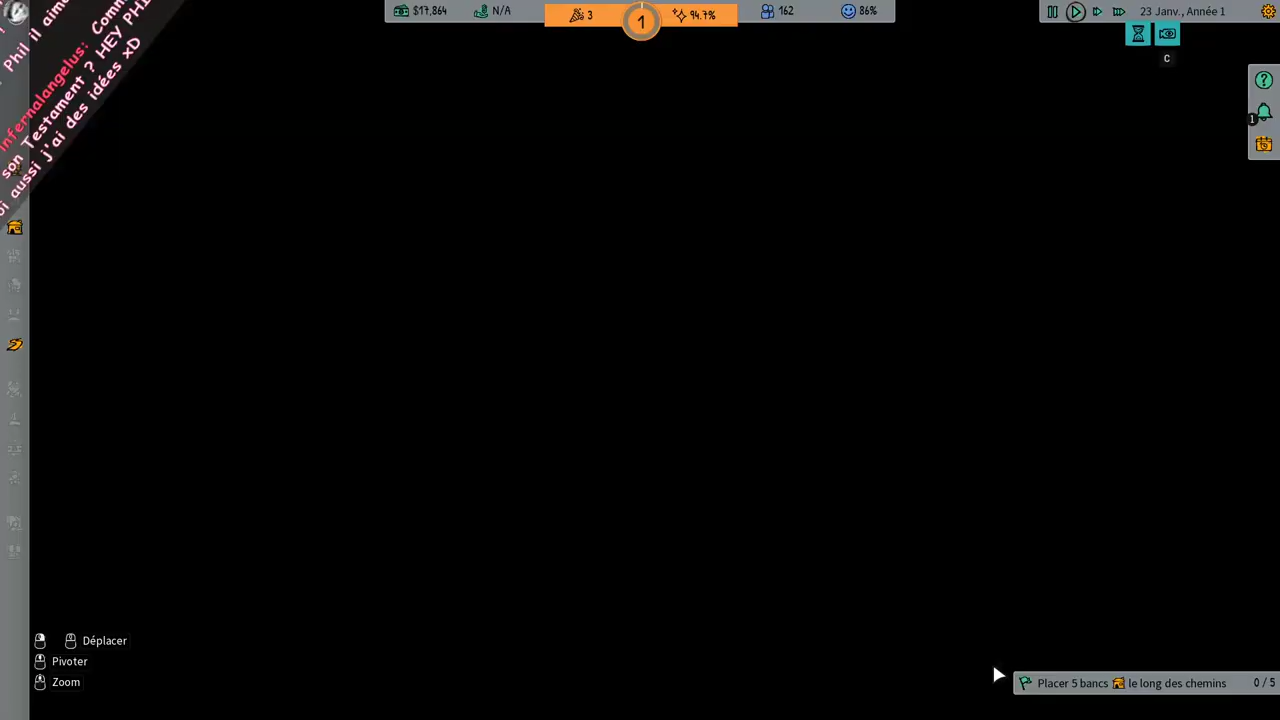 $17,864
N/A
3
1
94.7%
162
86%
23 Janv., Année 1
C
1
Phil il aime
Infernalangelus: Comm
son Testament ? HEY PHI
oi aussi j'ai des idées xD
Déplacer
Pivoter
Zoom
Placer 5 bancs le long des chemins 0 / 5